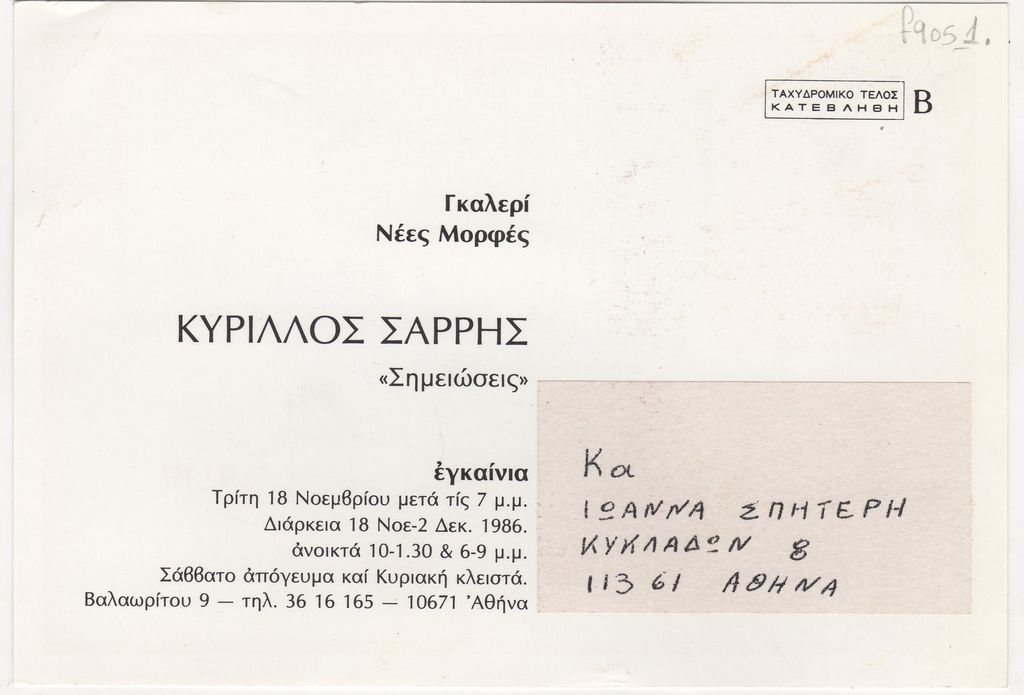 f9051.
ΤΑΧΥΔΡΟΜΙΚΟ ΤΕΛΟΣ
ΚΑΤΕΒΛΗΘΗ Β
Γκαλερί
Νέες Μορφές
ΚΥΡΙΛΛΟΣ ΣΑΡΡΗΣ
«Σημειώσεις»
ἐγκαίνια
Τρίτη 18 Νοεμβρίου μετά τίς 7 μ.μ.
Διάρκεια 18 Νοε-2 Δεκ. 1986.
ἀνοικτά 10-1.30 & 6-9 μ.μ.
Σάββατο ἀπόγευμα καί Κυριακή κλειστά.
Βαλαωρίτου 9 — τηλ. 36 16 165 — 10671 Ἀθήνα
Κα
ΙΩΑΝΝΑ ΣΠΗΤΕΡΗ
ΚΥΚΛΑΔΩΝ 8
113 61 ΑΘΗΝΑ